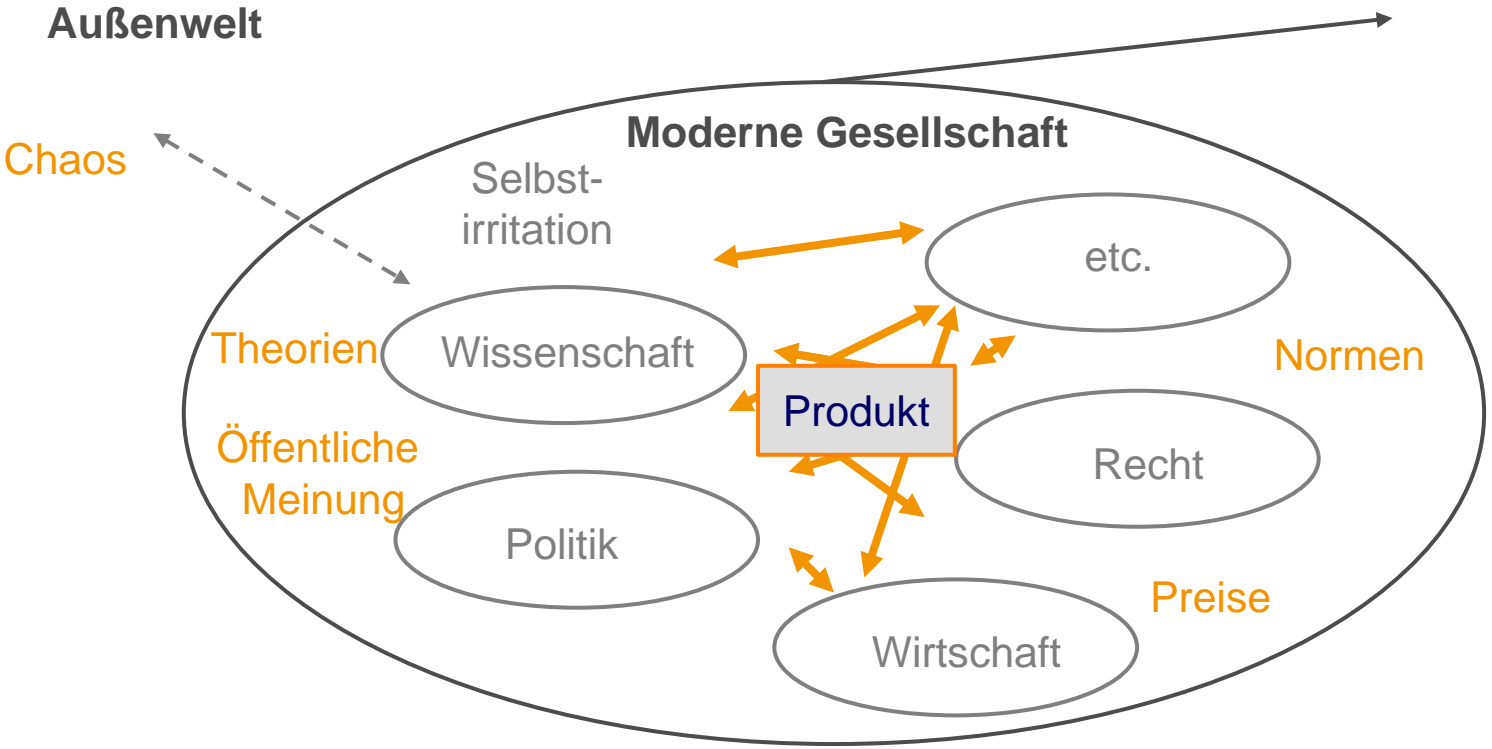 Außenwelt
Moderne Gesellschaft
Chaos
Selbst-
irritation
etc.
Theorien
Wissenschaft
Normen
Produkt
Öffentliche
Meinung
Recht
Politik
Preise
Wirtschaft